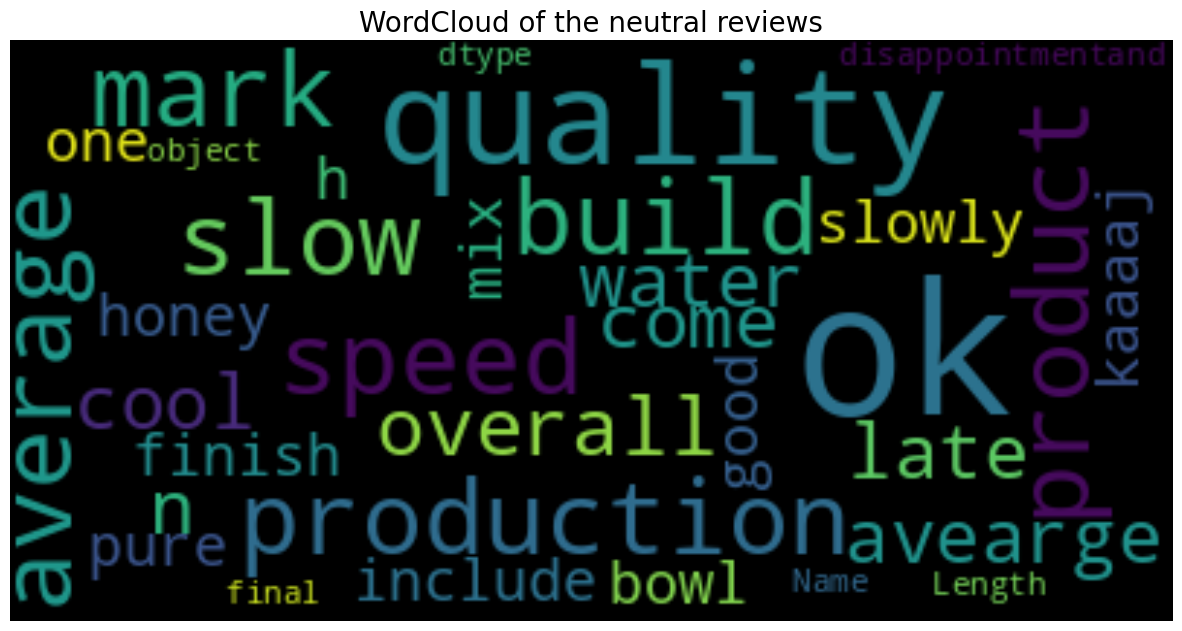 WordCloud of the neutral reviews
dtype
disappointmentand
mark
quality
one
object
h
product
average
slow
mix
build
slowly
kaaaaj
water
honey
come
ok
speed
cool
good
overall
late
finish
n
production
pure
avearge
final
include
bowl
Name
Length